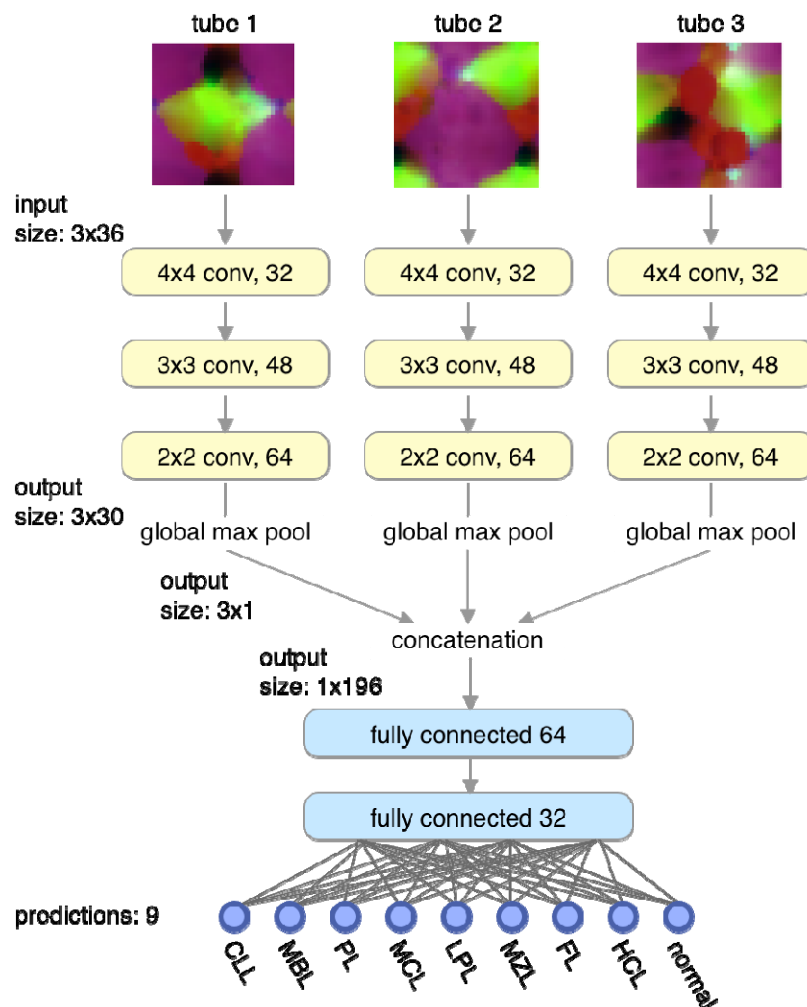 tube 1 tube 2 tube 3
input
size: 3x36
4x4 conv, 32 4x4 conv, 32 4x4 conv, 32
3x3 conv, 48 3x3 conv, 48 3x3 conv, 48
2x2 conv, 64 2x2 conv, 64 2x2 conv, 64
output
size: 3x30
global max pool global max pool global max pool
output
size: 3x1
concatenation
output
size: 1x196
fully connected 64
fully connected 32
predictions: 9
CLL MBL PL MCL LPL MZL FL HCL normal